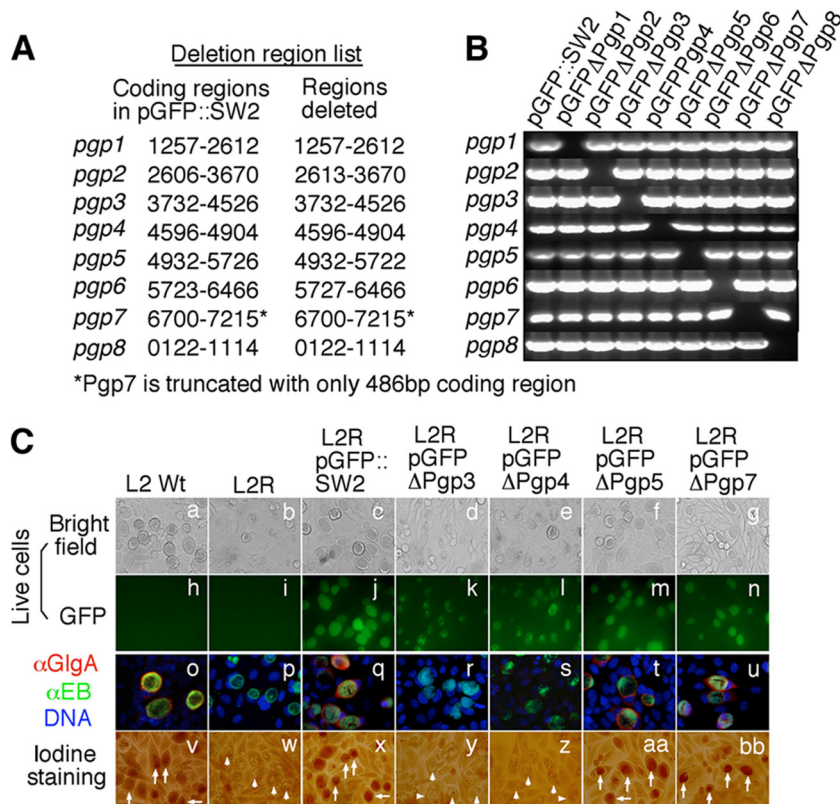 A
Deletion region list
Coding regions in pGFP::SW2
Regions deleted
pgp1 1257-2612 1257-2612
pgp2 2606-3670 2613-3670
pgp3 3732-4526 3732-4526
pgp4 4596-4904 4596-4904
pgp5 4932-5726 4932-5722
pgp6 5723-6466 5727-6466
pgp7 6700-7215* 6700-7215*
pgp8 0122-1114 0122-1114
*Pgp7 is truncated with only 486bp coding region
B
pGFP::SW2
pGFPΔPgp1
pGFPΔPgp2
pGFPΔPgp3
pGFPPgp4
pGFPΔPgp5
pGFPΔPgp6
pGFPΔPgp7
pGFPΔPgp8
pgp1
pgp2
pgp3
pgp4
pgp5
pgp6
pgp7
pgp8
C
L2 Wt
L2R
L2R pGFP::SW2
L2R pGFP ΔPgp3
L2R pGFP ΔPgp4
L2R pGFP ΔPgp5
L2R pGFP ΔPgp7
Live cells
Bright field
a b c d e f g
GFP
h i j k l m n
αGlgA
αEB
DNA
o p q r s t u
Iodine staining
v w x y z aa bb